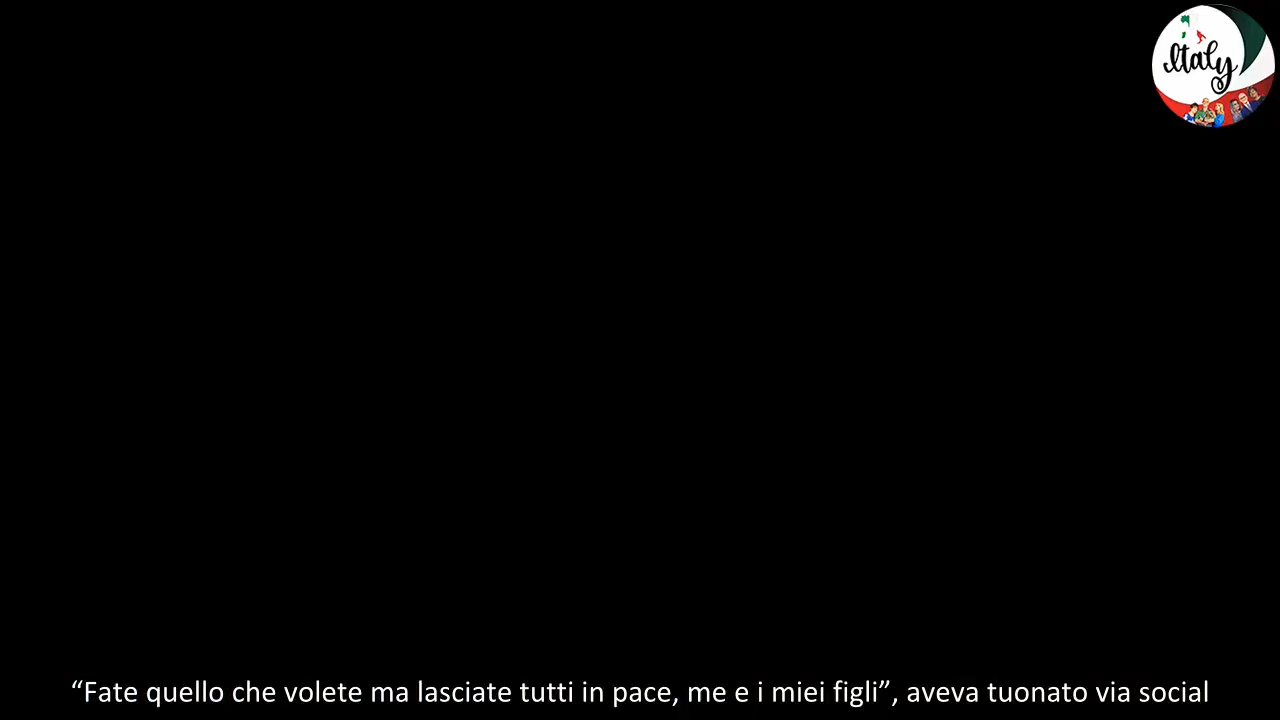 Italy
“Fate quello che volete ma lasciate tutti in pace, me e i miei figli”, aveva tuonato via social